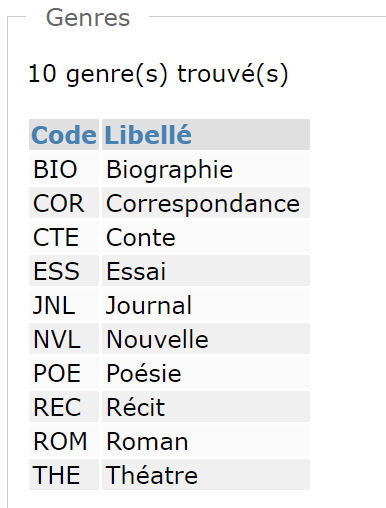 Genres
10 genre(s) trouvé(s)
Code Libellé
BIO Biographie
COR Correspondance
CTE Conte
ESS Essai
JNL Journal
NVL Nouvelle
POE Poésie
REC Récit
ROM Roman
THE Théatre